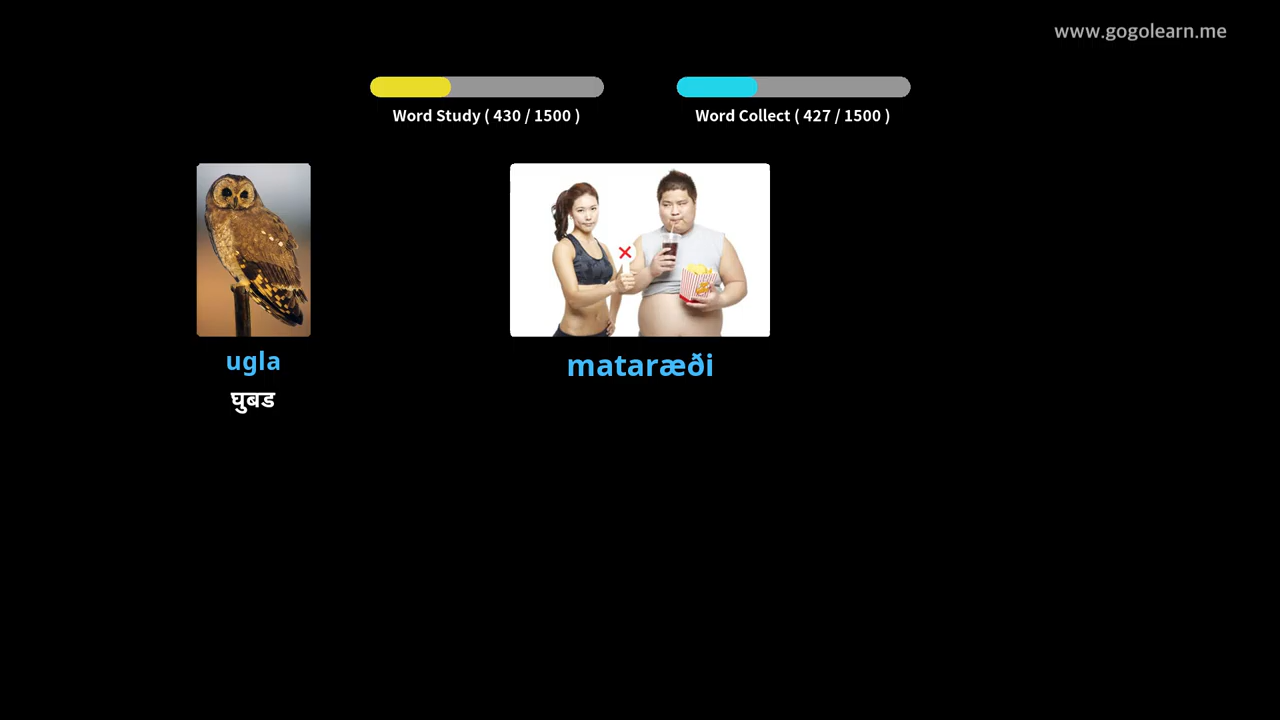 www.gogolearn.me
Word Study ( 430 / 1500 )
Word Collect ( 427 / 1500 )
ugla
घुबड
mataræði